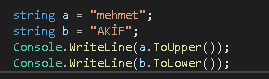 string a = "mehmet";
string b = "AKİF";
Console.WriteLine(a.ToUpper());
Console.WriteLine(b.ToLower());